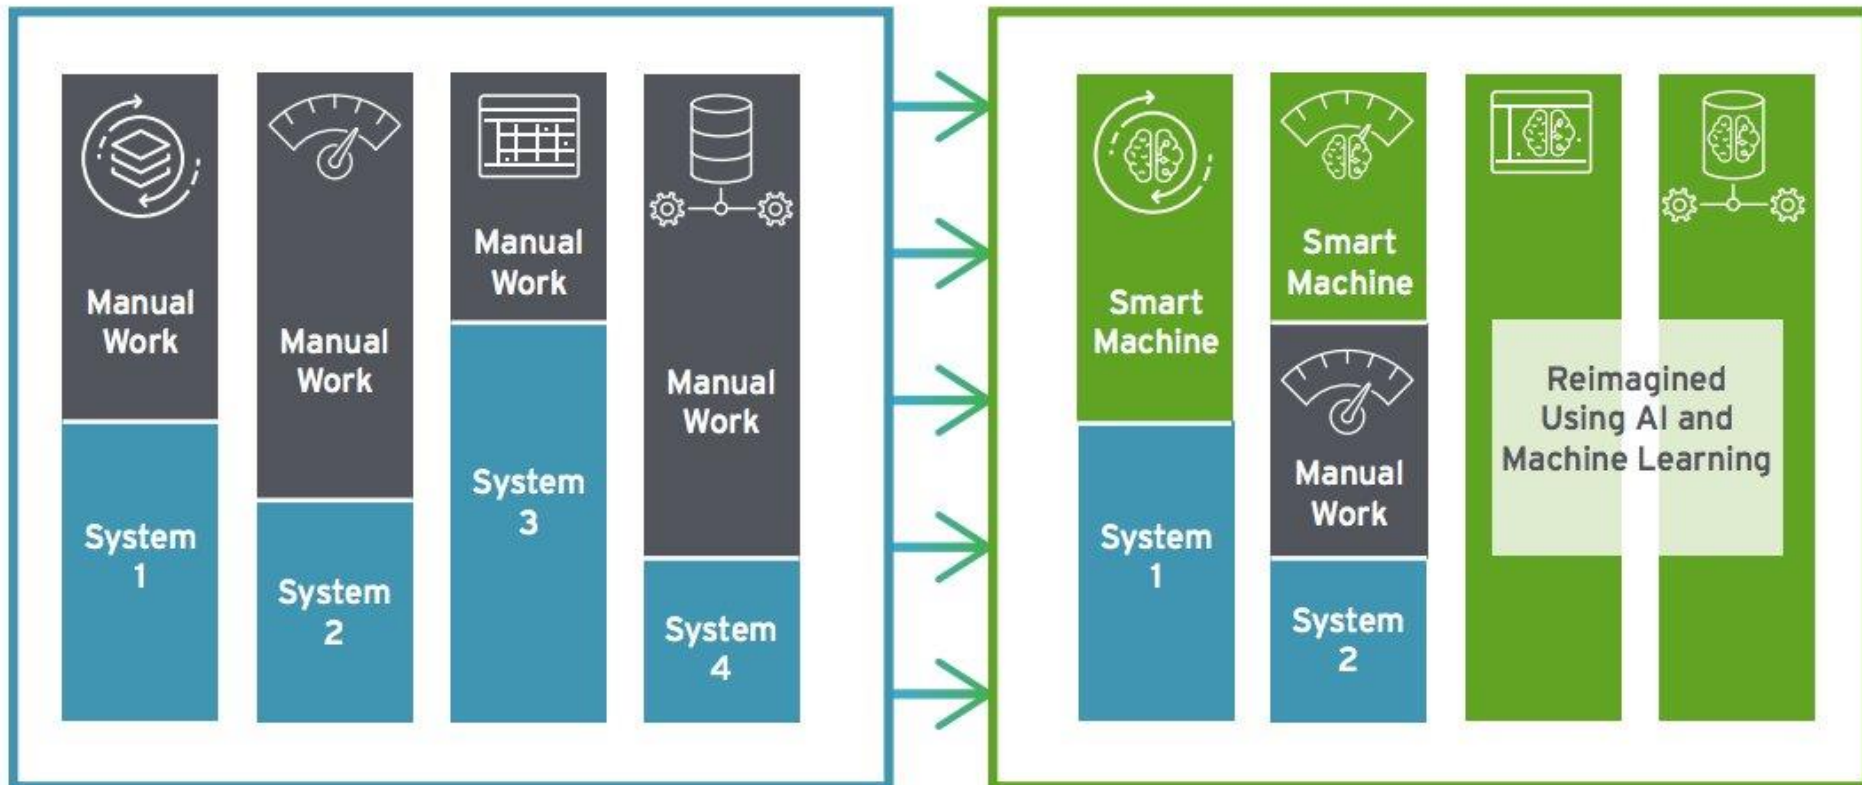 Manual
Work
System
1
Manual
Work
System
2
Manual
Work
System
3
Manual
Work
System
4
Smart
Machine
System
1
Smart
Machine
Manual
Work
System
2
Reimagined
Using AI and
Machine Learning